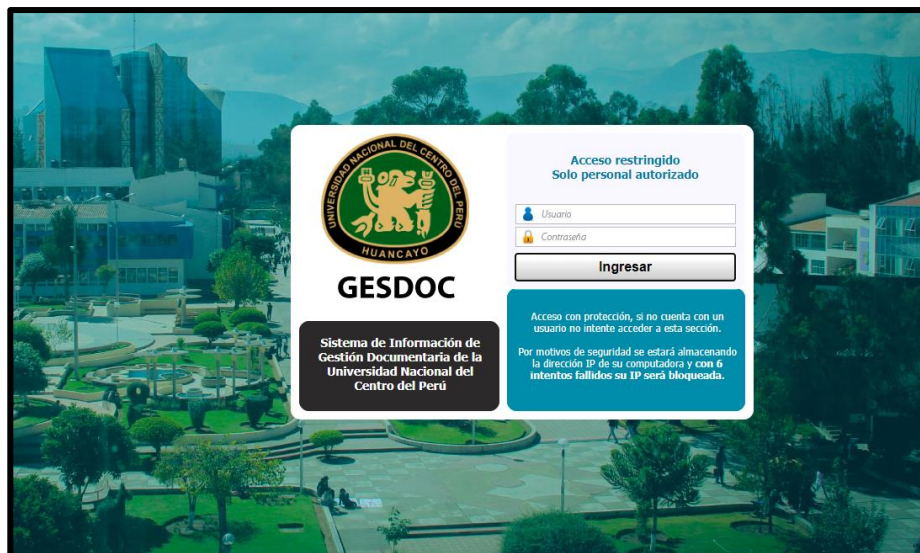 UNIVERSIDAD NACIONAL DEL CENTRO DEL PERÚ
HUANCAYO
GESDOC
Sistema de Información de
Gestión Documentaria de la
Universidad Nacional del
Centro del Perú
Acceso restringido
Solo personal autorizado
Usuario
Contraseña
Ingresar
Acceso con protección, si no cuenta con un
usuario no intente acceder a esta sección.
Por motivos de seguridad se estará almacenando
la dirección IP de su computadora y con 6
intentos fallidos su IP será bloqueada.